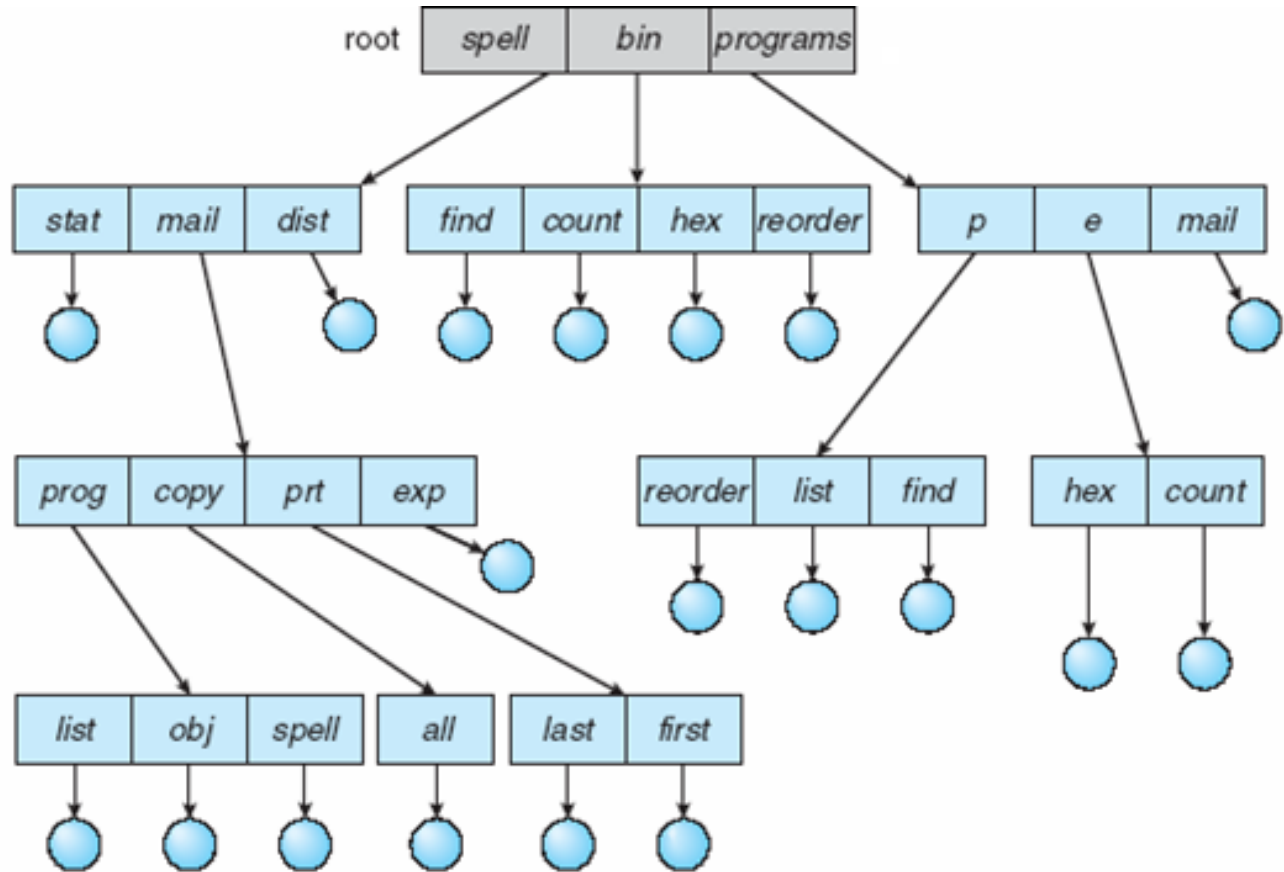 root spell bin programs
stat mail dist find count hex reorder p e mail
prog copy prt exp reorder list find hex count
list obj spell all last first